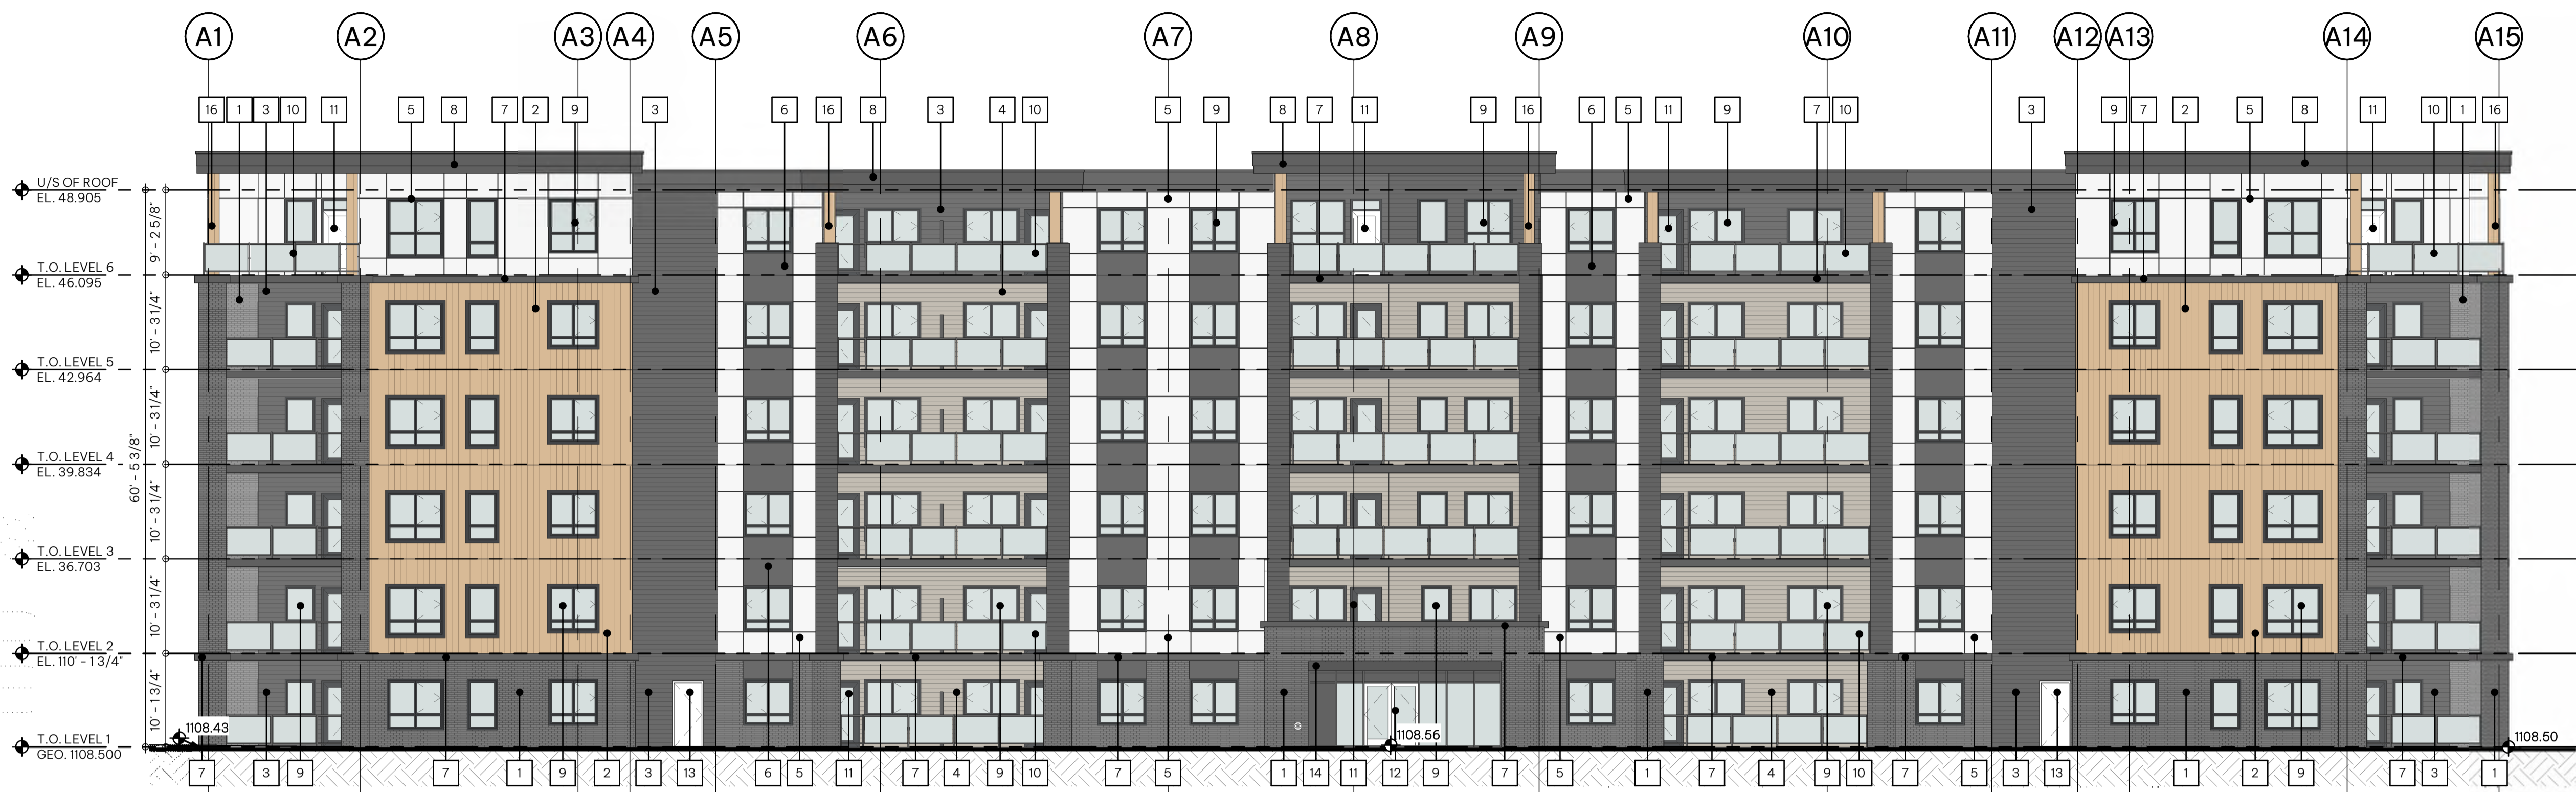 A1 A2 A3 A4 A5 A6 A7 A8 A9 A10 A11 A12 A13 A14 A15
16 1 3 10 11 5 8 7 2 9 3 6 16 8 3 4 10 5 9 8 7 11 9 16 6 5 11 9 7 10 3 9 7 2 5 8 11 10 1 16
U/S OF ROOF
EL. 48.905
9' - 2 5/8"
T.O. LEVEL 6
EL. 46.095
10' - 3 1/4"
T.O. LEVEL 5
EL. 42.964
10' - 3 1/4"
60' - 5 3/8"
T.O. LEVEL 4
EL. 39.834
10' - 3 1/4"
T.O. LEVEL 3
EL. 36.703
10' - 3 1/4"
T.O. LEVEL 2
EL. 110' - 1 3/4"
10' - 1 3/4"
T.O. LEVEL 1
GEO. 1108.500
1108.43
1108.56
1108.50
7 3 9 7 1 9 2 3 13 6 5 11 7 4 9 10 7 5 1 14 11 12 9 7 5 1 7 4 9 10 7 5 3 13 1 2 9 7 3 1